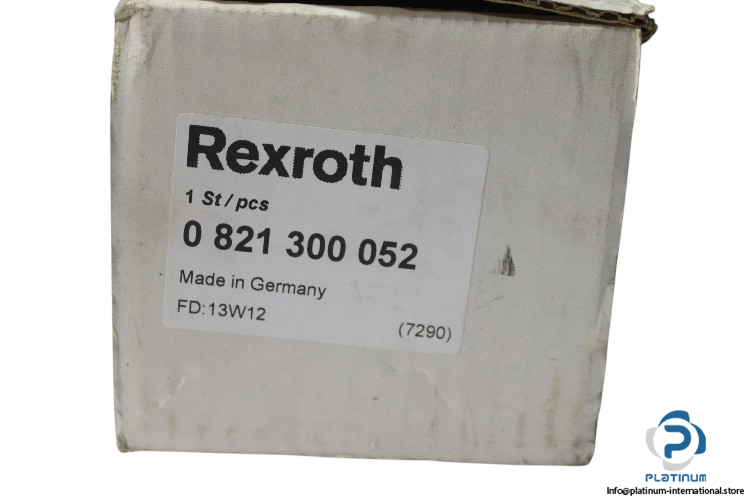 Rexroth
1 St / pcs
0 821 300 052
Made in Germany
FD:13W12
(7290)
PLATINUM
Info@platinum-international.store